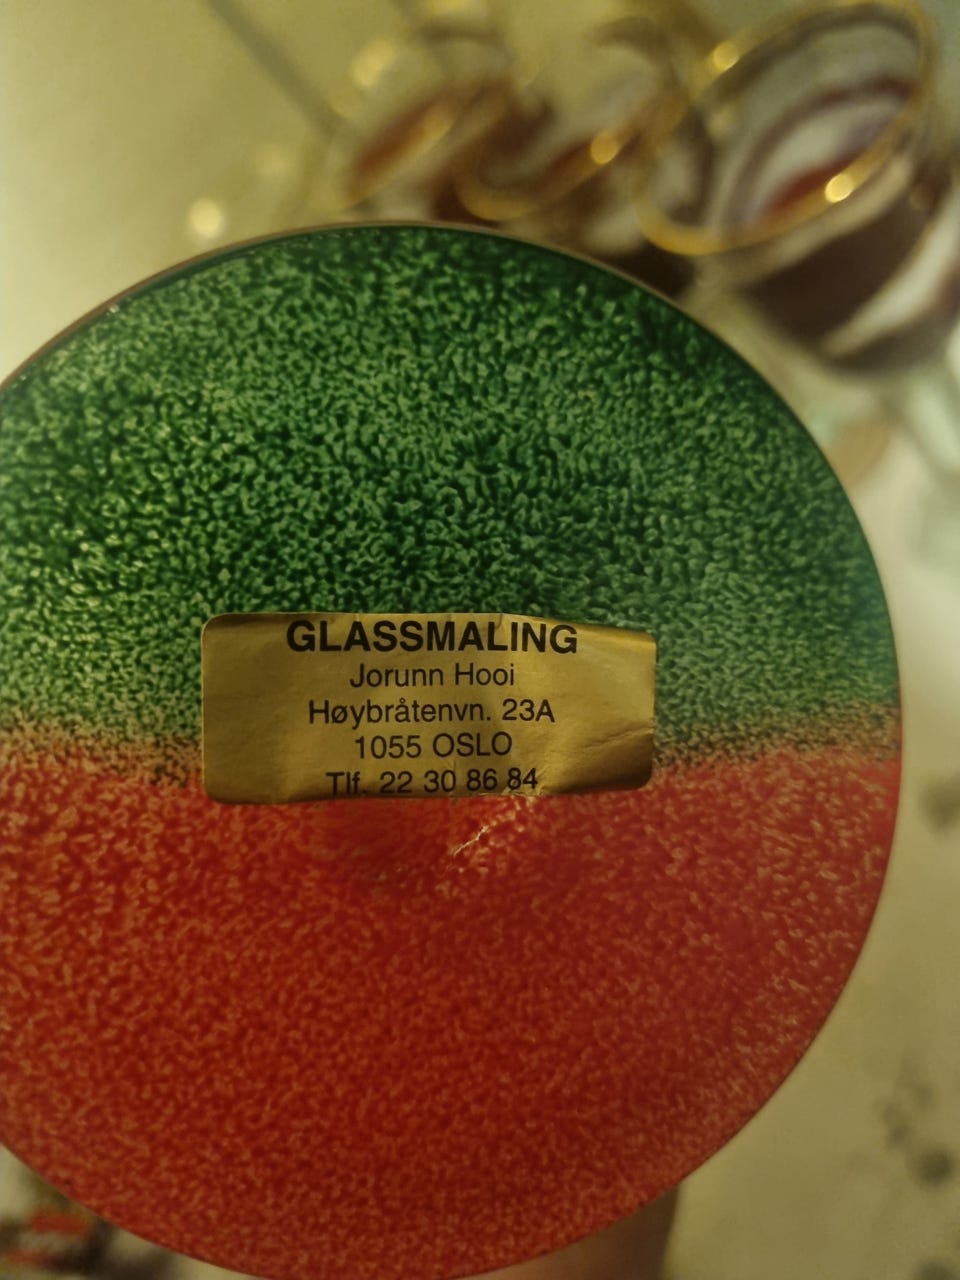 GLASSMALING
Jorunn Hooi
Høybråtenvn. 23A
1055 OSLO
Tlf. 22 30 86 84